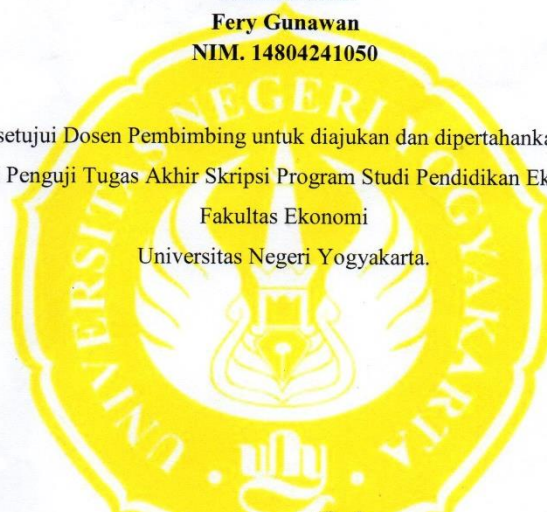 Fery Gunawan
NIM. 14804241050
setujui Dosen Pembimbing untuk diajukan dan dipertahanka
Penguji Tugas Akhir Skripsi Program Studi Pendidikan Ek
Fakultas Ekonomi
Universitas Negeri Yogyakarta.
UNIVERSITAS NEGERI YOGYAKARTA